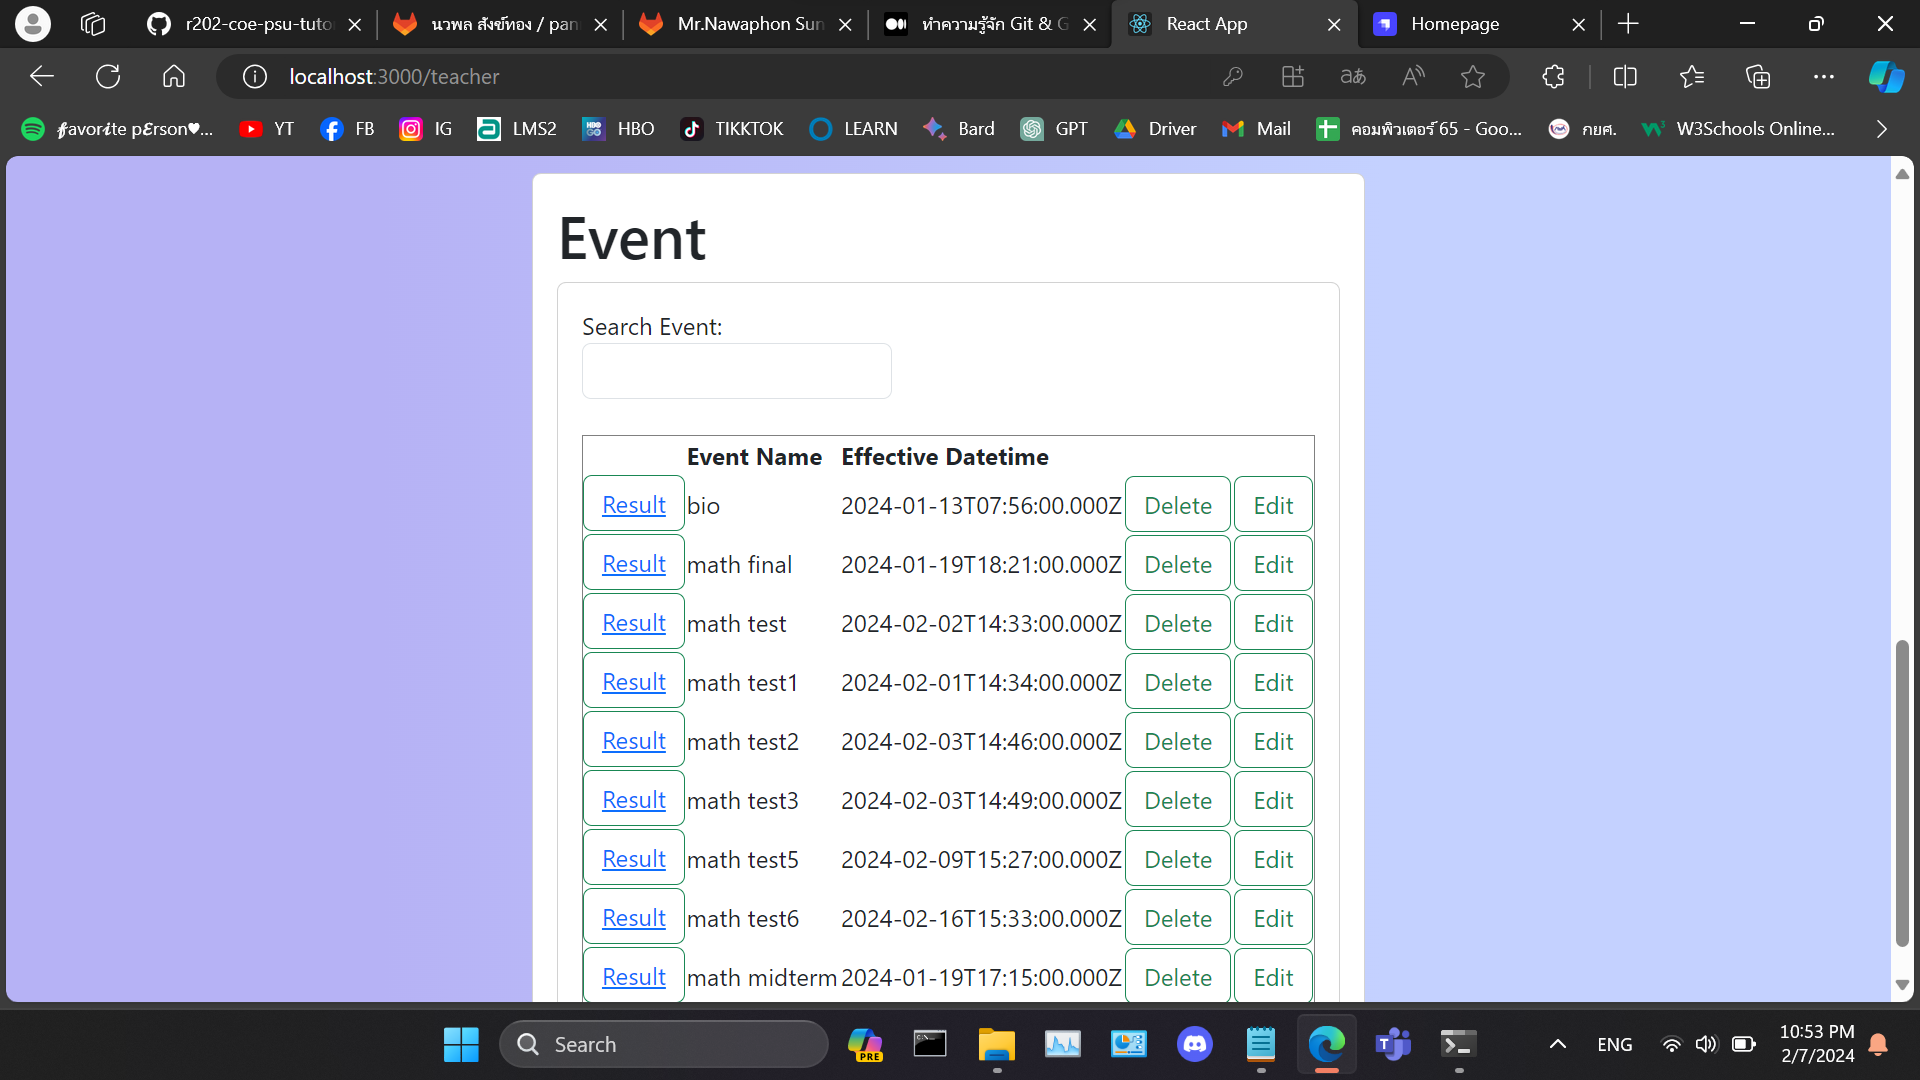 r202-coe-psu-tuto
นวพล สังข์ทอง / pan
Mr.Nawaphon Sun
ทำความรู้จัก Git & G
React App
Homepage
localhost:3000/teacher
𝓯avor𝓲te p𝓔rson♥...
YT
FB
IG
LMS2
HBO
TIKKTOK
LEARN
Bard
GPT
Driver
Mail
คอมพิวเตอร์ 65 - Goo...
กยศ.
W3Schools Online...
Event
Search Event:
Event Name Effective Datetime
Result bio 2024-01-13T07:56:00.000Z Delete Edit
Result math final 2024-01-19T18:21:00.000Z Delete Edit
Result math test 2024-02-02T14:33:00.000Z Delete Edit
Result math test1 2024-02-01T14:34:00.000Z Delete Edit
Result math test2 2024-02-03T14:46:00.000Z Delete Edit
Result math test3 2024-02-03T14:49:00.000Z Delete Edit
Result math test5 2024-02-09T15:27:00.000Z Delete Edit
Result math test6 2024-02-16T15:33:00.000Z Delete Edit
Result math midterm 2024-01-19T17:15:00.000Z Delete Edit
Search
PRE
ENG
10:53 PM
2/7/2024